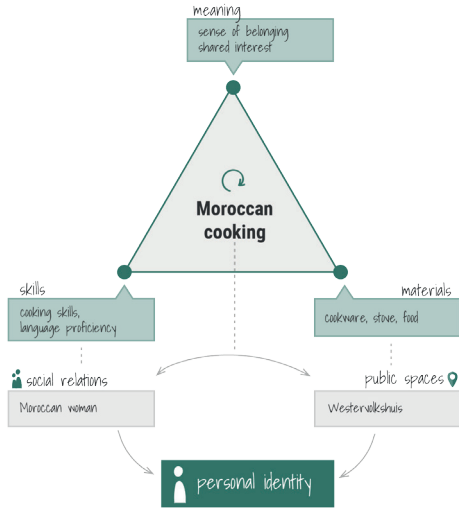 meaning
sense of belonging
shared interest
Moroccan
cooking
skills
cooking skills,
language proficiency
materials
cookware, stove, food
social relations
Moroccan woman
public spaces
Westervolkshuis
personal identity